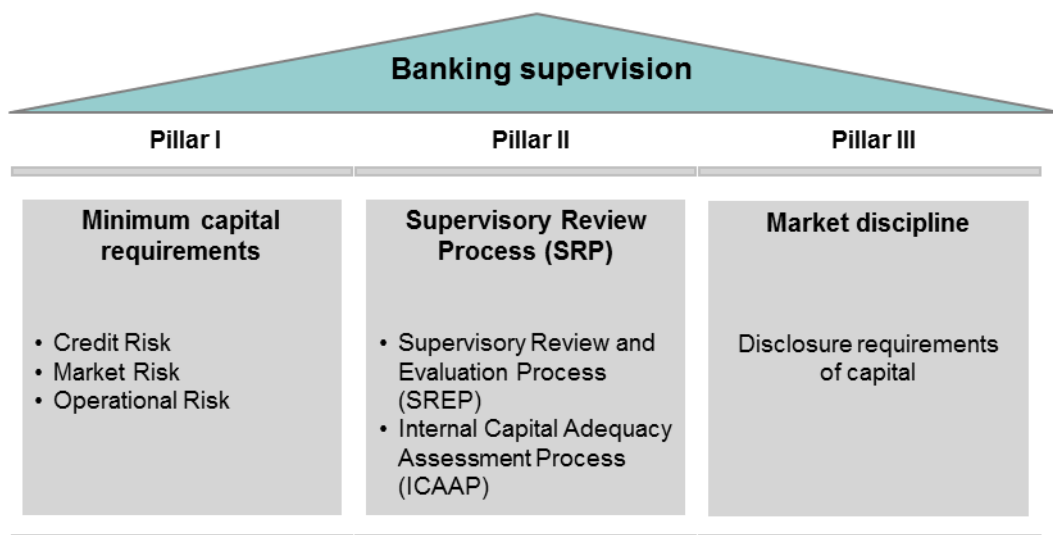 Banking supervision
Pillar I
Pillar II
Pillar III
Minimum capital
requirements
• Credit Risk
• Market Risk
• Operational Risk
Supervisory Review
Process (SRP)
• Supervisory Review and
Evaluation Process
(SREP)
• Internal Capital Adequacy
Assessment Process
(ICAAP)
Market discipline
Disclosure requirements
of capital